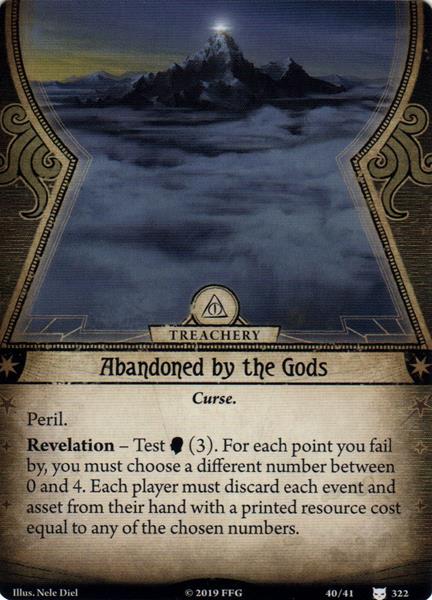 TREACHERY
Abandoned by the Gods
Curse.
Peril.
Revelation – Test (3). For each point you fail
by, you must choose a different number between
0 and 4. Each player must discard each event and
asset from their hand with a printed resource cost
equal to any of the chosen numbers.
Illus. Nele Diel © 2019 FFG 40/41 322